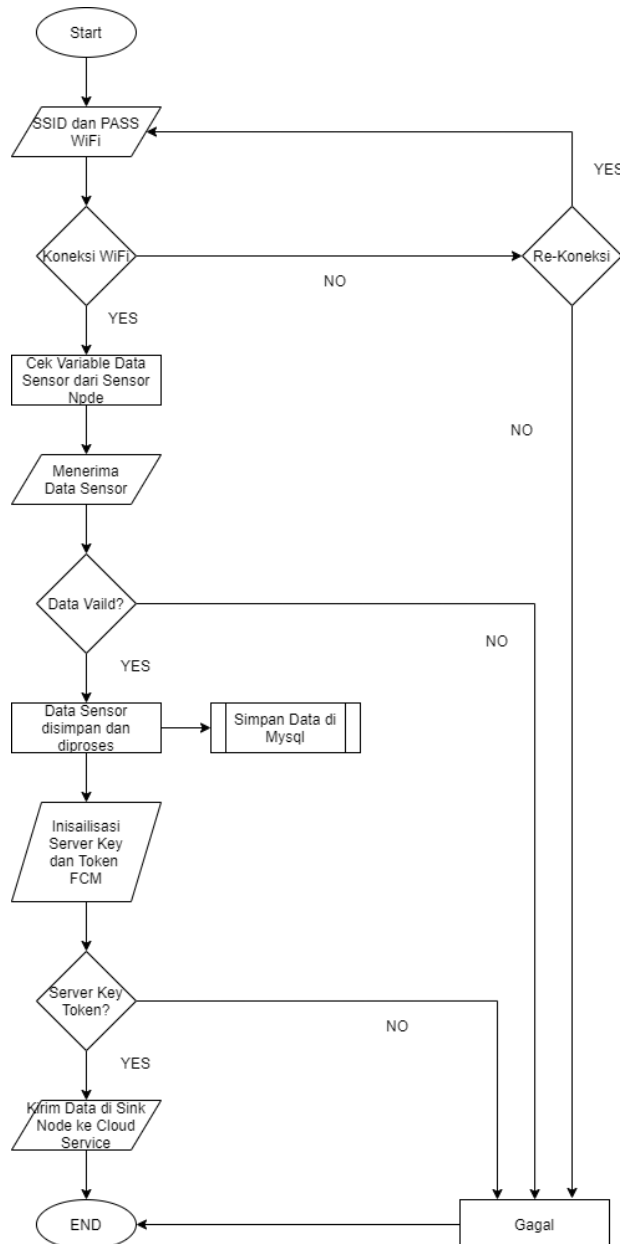 Start
SSID dan PASS
WiFi
YES
Koneksi WiFi
Re-Koneksi
NO
YES
Cek Variable Data
Sensor dari Sensor
Npde
NO
Menerima
Data Sensor
Data Vaild?
NO
YES
Data Sensor
disimpan dan
diproses
Simpan Data di
Mysql
Inisailisasi
Server Key
dan Token
FCM
Server Key
Token?
NO
YES
Kirim Data di Sink
Node ke Cloud
Service
END
Gagal